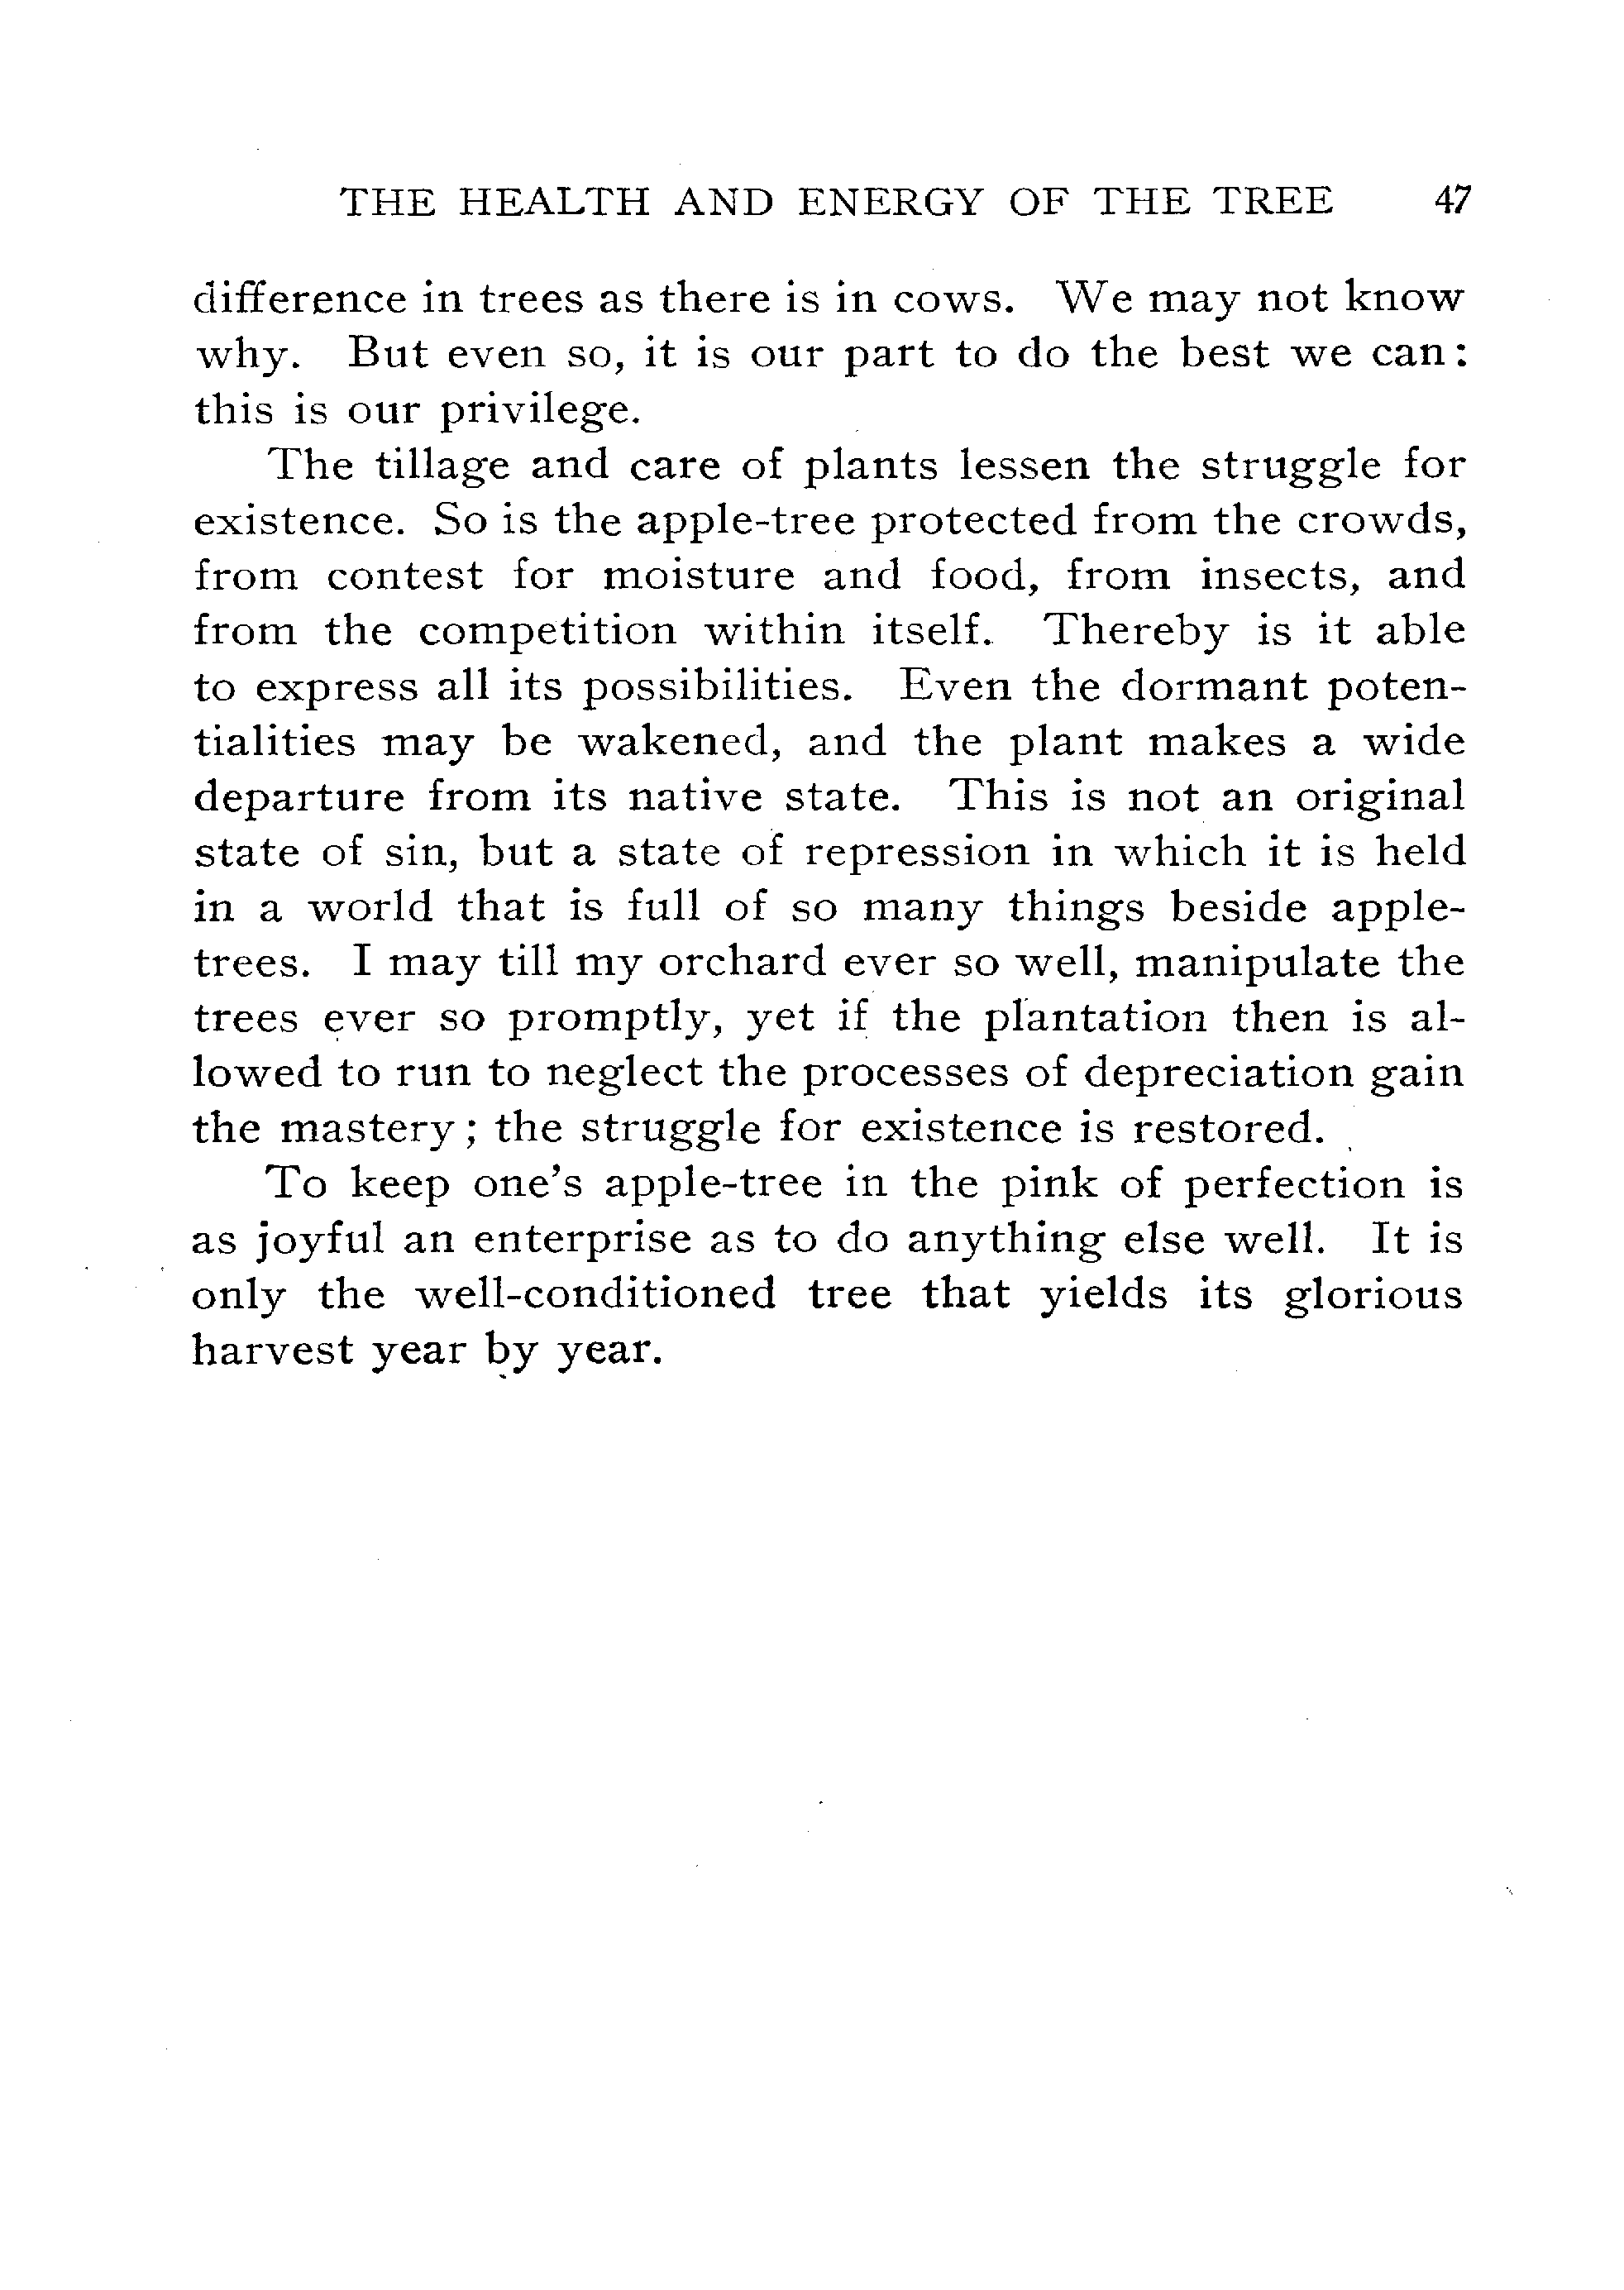 THE HEALTH AND ENERGY OF THE TREE 47
difference in trees as there is in cows. We may not know
why. But even so, it is our part to do the best we can:
this is our privilege.
The tillage and care of plants lessen the struggle for
existence. So is the apple-tree protected from the crowds,
from contest for moisture and food, from insects, and
from the competition within itself. Thereby is it able
to express all its possibilities. Even the dormant poten-
tialities may be wakened, and the plant makes a wide
departure from its native state. This is not an original
state of sin, but a state of repression in which it is held
in a world that is full of so many things beside apple-
trees. I may till my orchard ever so well, manipulate the
trees ever so promptly, yet if the plantation then is al-
lowed to run to neglect the processes of depreciation gain
the mastery; the struggle for existence is restored.
To keep one's apple-tree in the pink of perfection is
as joyful an enterprise as to do anything else well. It is
only the well-conditioned tree that yields its glorious
harvest year by year.